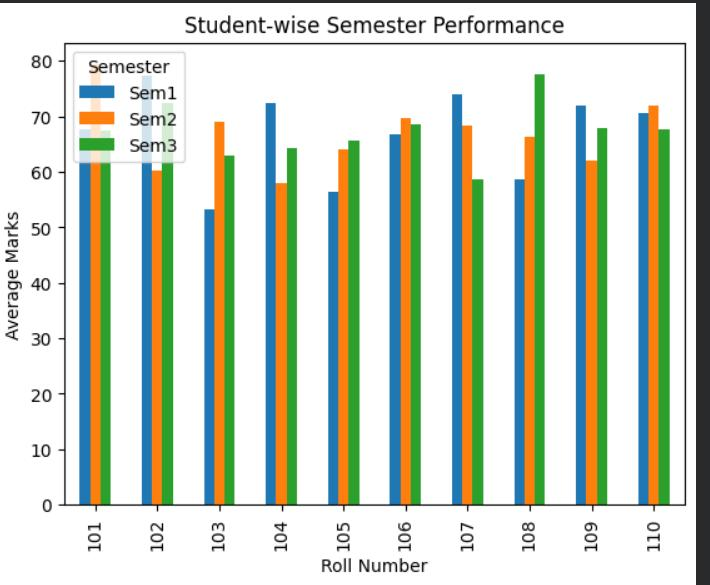 Student-wise Semester Performance
Semester
Sem1
Sem2
Sem3
80
70
60
50
40
30
20
10
0
Average Marks
101 102 103 104 105 106 107 108 109 110
Roll Number